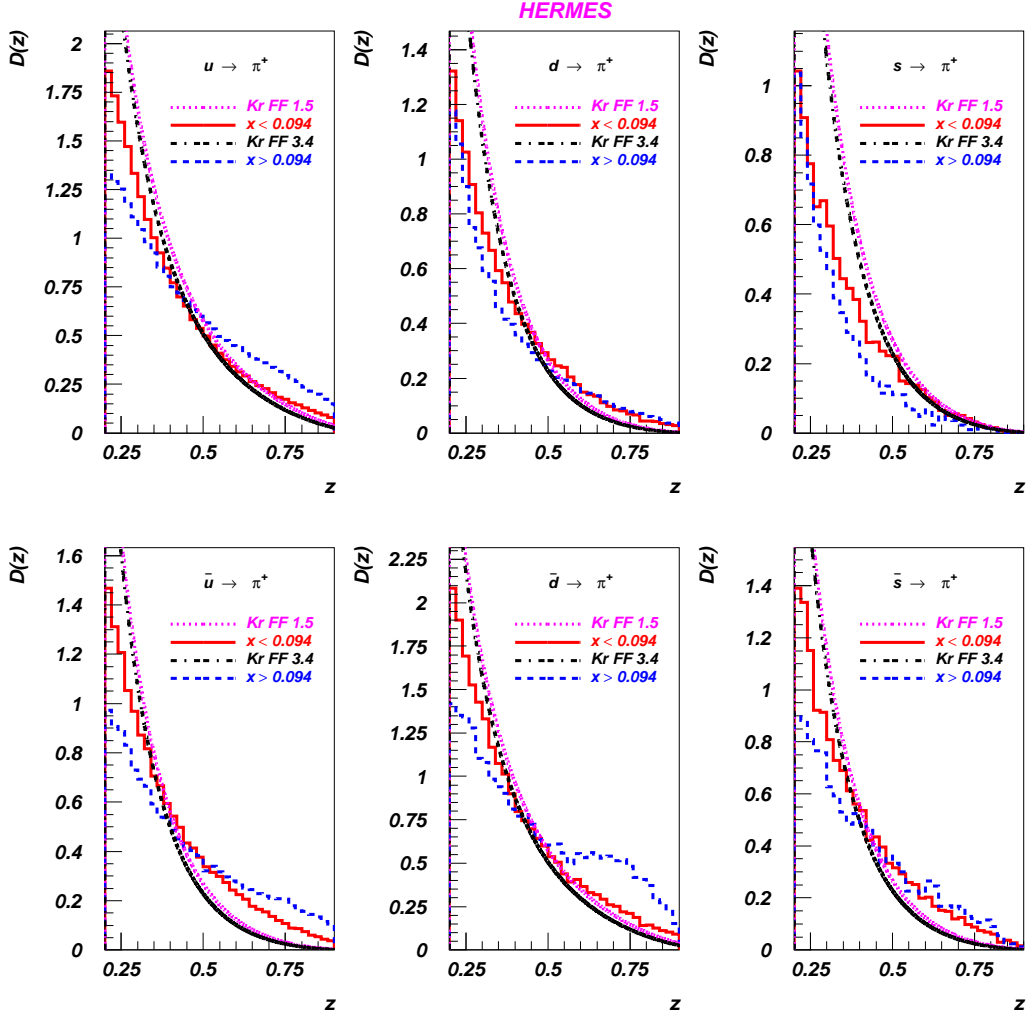 HERMES
D(z)
u → π⁺
Kr FF 1.5
x < 0.094
Kr FF 3.4
x > 0.094
2
1.75
1.5
1.25
1
0.75
0.5
0.25
0
0.25 0.5 0.75
z
D(z)
d → π⁺
Kr FF 1.5
x < 0.094
Kr FF 3.4
x > 0.094
1.4
1.2
1
0.8
0.6
0.4
0.2
0
0.25 0.5 0.75
z
D(z)
s → π⁺
Kr FF 1.5
x < 0.094
Kr FF 3.4
x > 0.094
1
0.8
0.6
0.4
0.2
0
0.25 0.5 0.75
z
D(z)
ū → π⁺
Kr FF 1.5
x < 0.094
Kr FF 3.4
x > 0.094
1.6
1.4
1.2
1
0.8
0.6
0.4
0.2
0
0.25 0.5 0.75
z
D(z)
d̄ → π⁺
Kr FF 1.5
x < 0.094
Kr FF 3.4
x > 0.094
2.25
2
1.75
1.5
1.25
1
0.75
0.5
0.25
0
0.25 0.5 0.75
z
D(z)
s̄ → π⁺
Kr FF 1.5
x < 0.094
Kr FF 3.4
x > 0.094
1.4
1.2
1
0.8
0.6
0.4
0.2
0
0.25 0.5 0.75
z